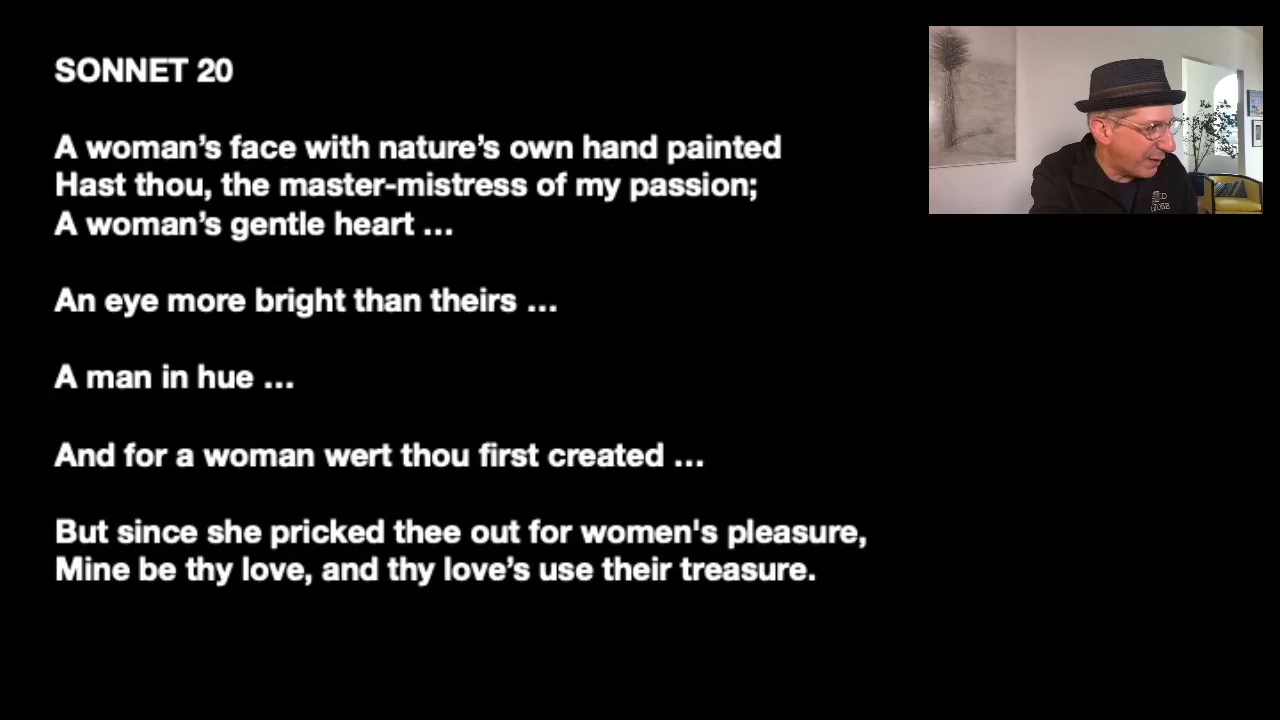 SONNET 20
A woman’s face with nature’s own hand painted
Hast thou, the master-mistress of my passion;
A woman’s gentle heart ...
An eye more bright than theirs ...
A man in hue ...
And for a woman wert thou first created ...
But since she pricked thee out for women's pleasure,
Mine be thy love, and thy love’s use their treasure.